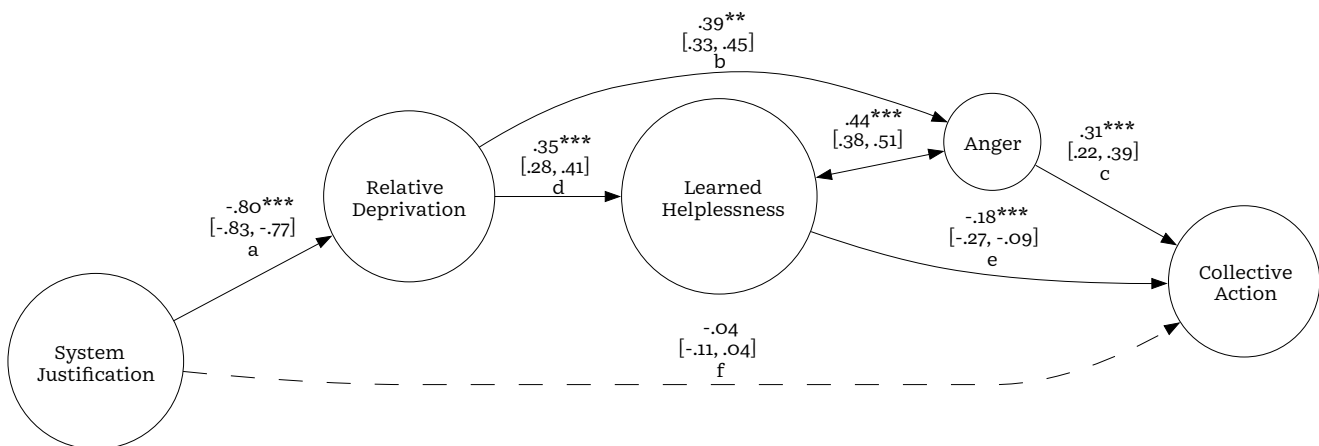 .39**
[.33, .45]
b
.44***
[.38, .51]
Anger
.31***
[.22, .39]
c
.35***
[.28, .41]
d
Relative
Deprivation
Learned
Helplessness
-.80***
[-.83, -.77]
a
-.18***
[-.27, -.09]
e
Collective
Action
System
Justification
-.04
[-.11, .04]
f